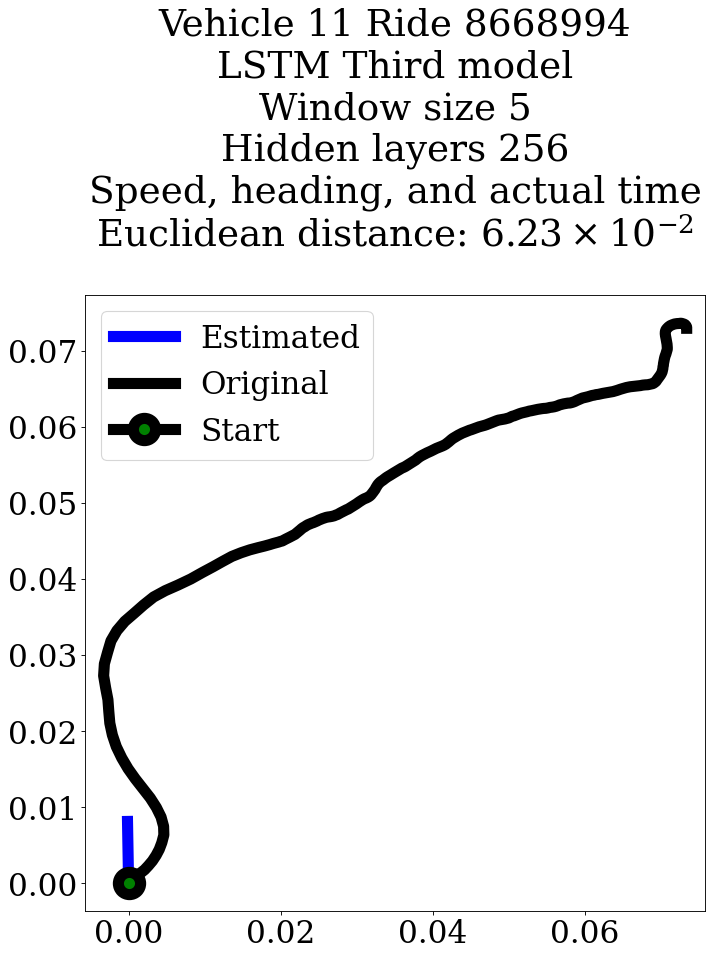 Vehicle 11 Ride 8668994
LSTM Third model
Window size 5
Hidden layers 256
Speed, heading, and actual time
Euclidean distance: 6.23 × 10⁻²
Estimated
Original
Start
0.07
0.06
0.05
0.04
0.03
0.02
0.01
0.00
0.00 0.02 0.04 0.06